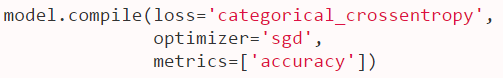 model.compile(loss='categorical_crossentropy',
              optimizer='sgd',
              metrics=['accuracy'])